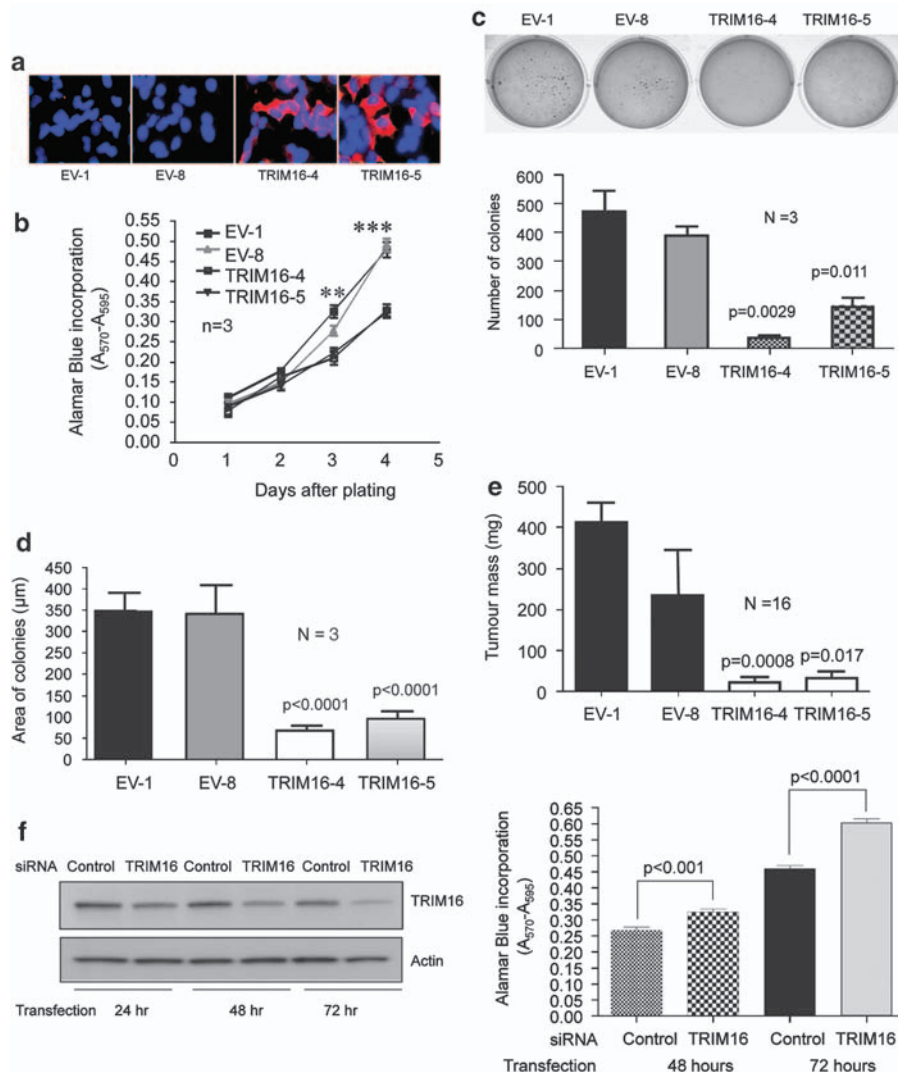 a
EV-1 EV-8 TRIM16-4 TRIM16-5
b
Alamar Blue incorporation
(A570-A595)
0.50
0.45
0.40
0.35
0.30
0.25
0.20
0.15
0.10
0.05
0.00
EV-1
EV-8
TRIM16-4
TRIM16-5
n=3
**
***
0 1 2 3 4 5
Days after plating
c
EV-1 EV-8 TRIM16-4 TRIM16-5
Number of colonies
600
500
400
300
200
100
0
N =3
p=0.0029
p=0.011
EV-1 EV-8 TRIM16-4 TRIM16-5
d
Area of colonies (µm)
400
350
300
250
200
150
100
50
0
N = 3
p<0.0001
p<0.0001
EV-1 EV-8 TRIM16-4 TRIM16-5
e
Tumour mass (mg)
500
400
300
200
100
0
N =16
p=0.0008
p=0.017
EV-1 EV-8 TRIM16-4 TRIM16-5
f
siRNA Control TRIM16 Control TRIM16 Control TRIM16
TRIM16
Actin
Transfection 24 hr 48 hr 72 hr
Alamar Blue incorporation
(A570-A595)
0.65
0.60
0.55
0.50
0.45
0.40
0.35
0.30
0.25
0.20
0.15
0.10
0.05
0.00
p<0.001
p<0.0001
siRNA Control TRIM16 Control TRIM16
Transfection 48 hours 72 hours